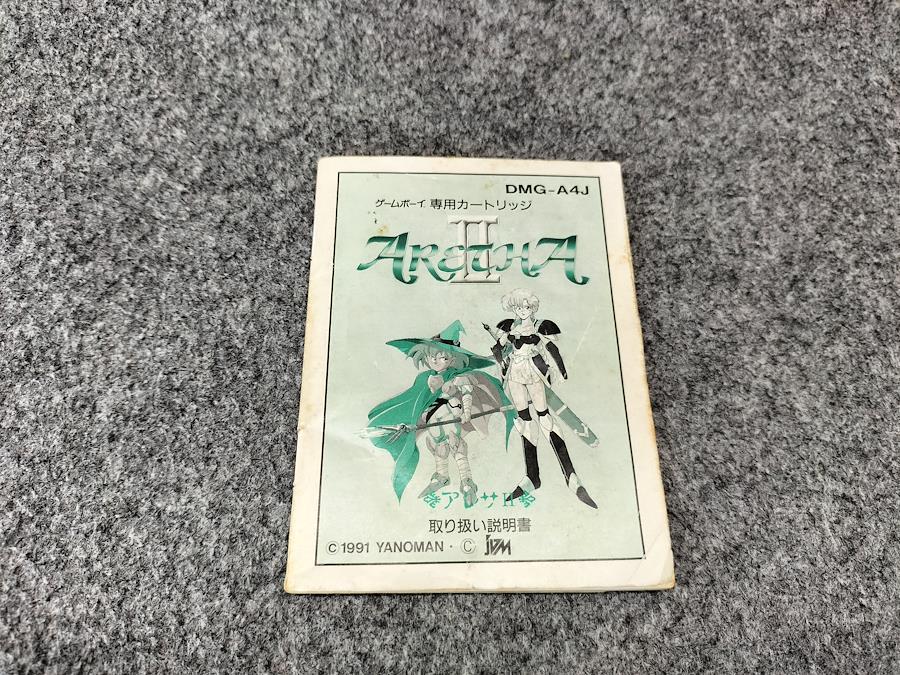 DMG-A4J
ゲームボーイ 専用カートリッジ
II
ARETHA
アレサII
取り扱い説明書
©1991 YANOMAN・© jVM